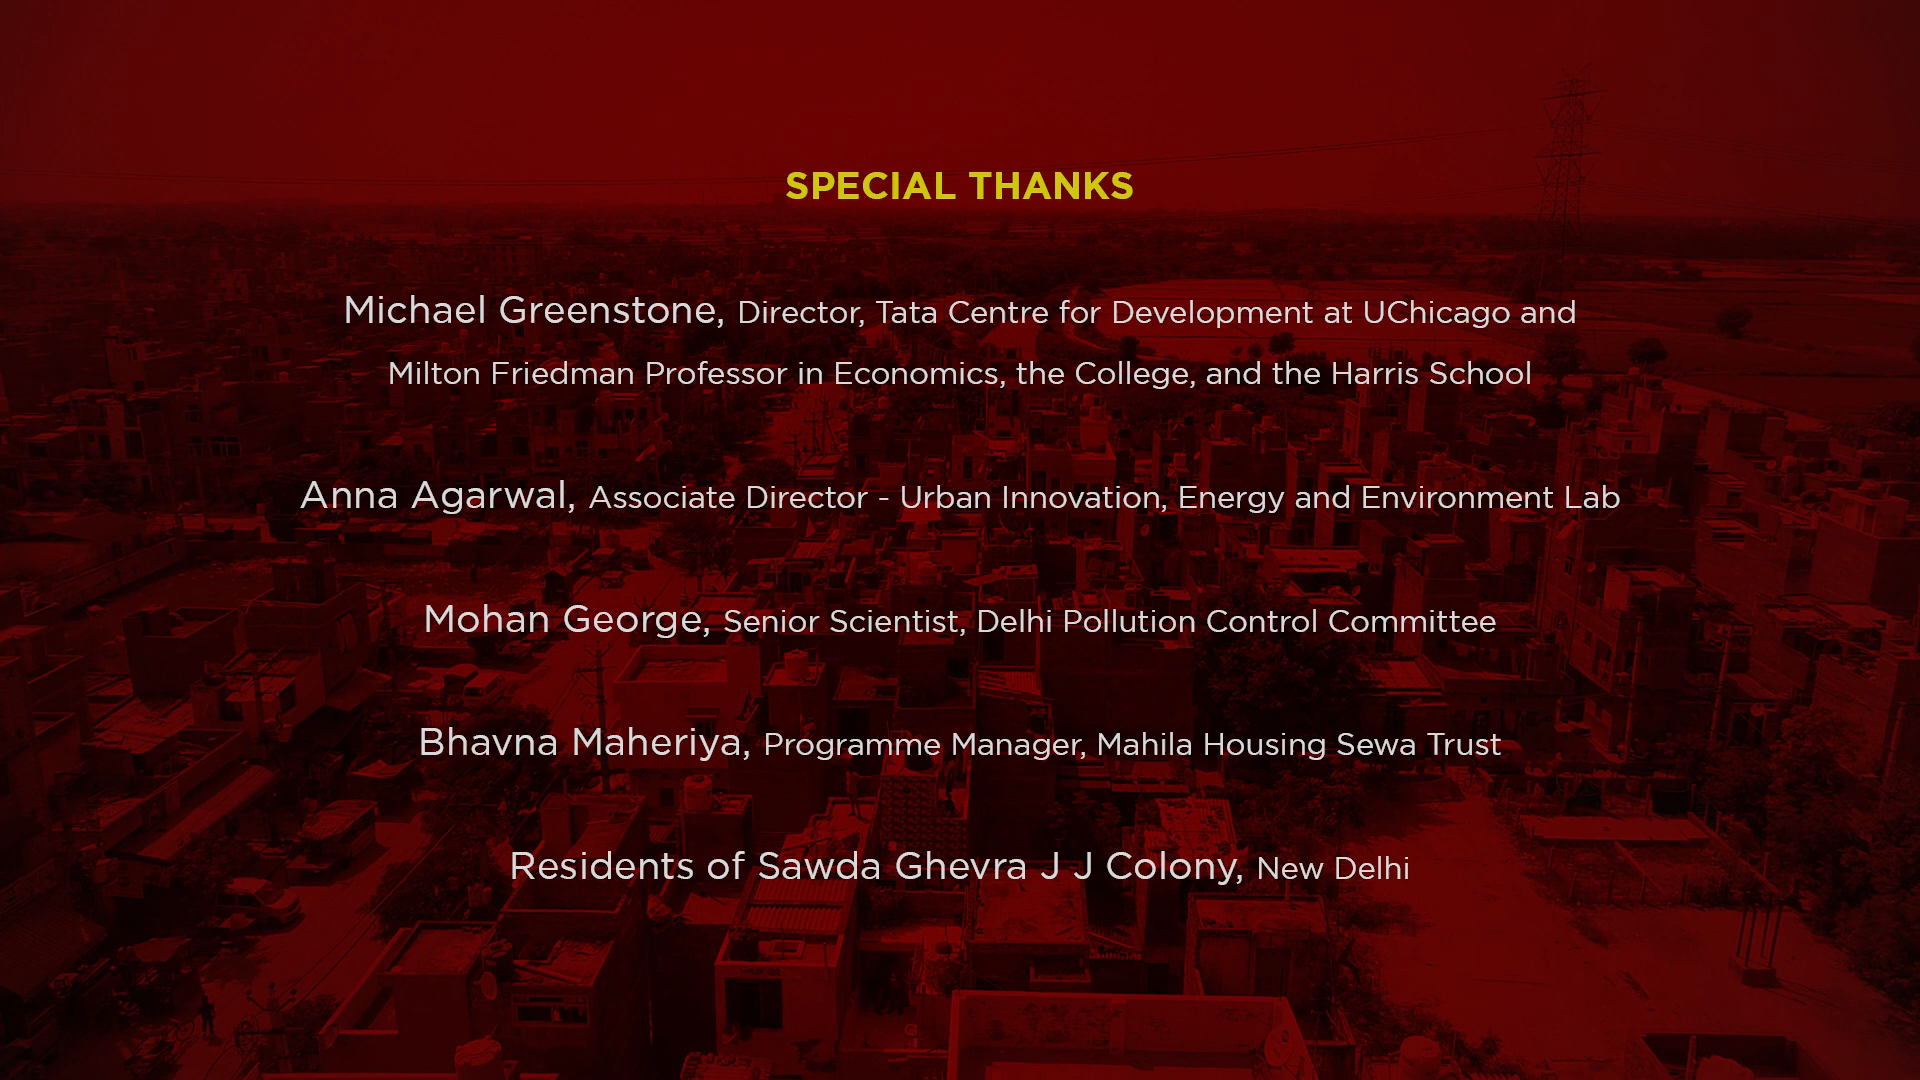 SPECIAL THANKS
Michael Greenstone, Director, Tata Centre for Development at UChicago and
Milton Friedman Professor in Economics, the College, and the Harris School
Anna Agarwal, Associate Director - Urban Innovation, Energy and Environment Lab
Mohan George, Senior Scientist, Delhi Pollution Control Committee
Bhavna Maheriya, Programme Manager, Mahila Housing Sewa Trust
Residents of Sawda Ghevra J J Colony, New Delhi